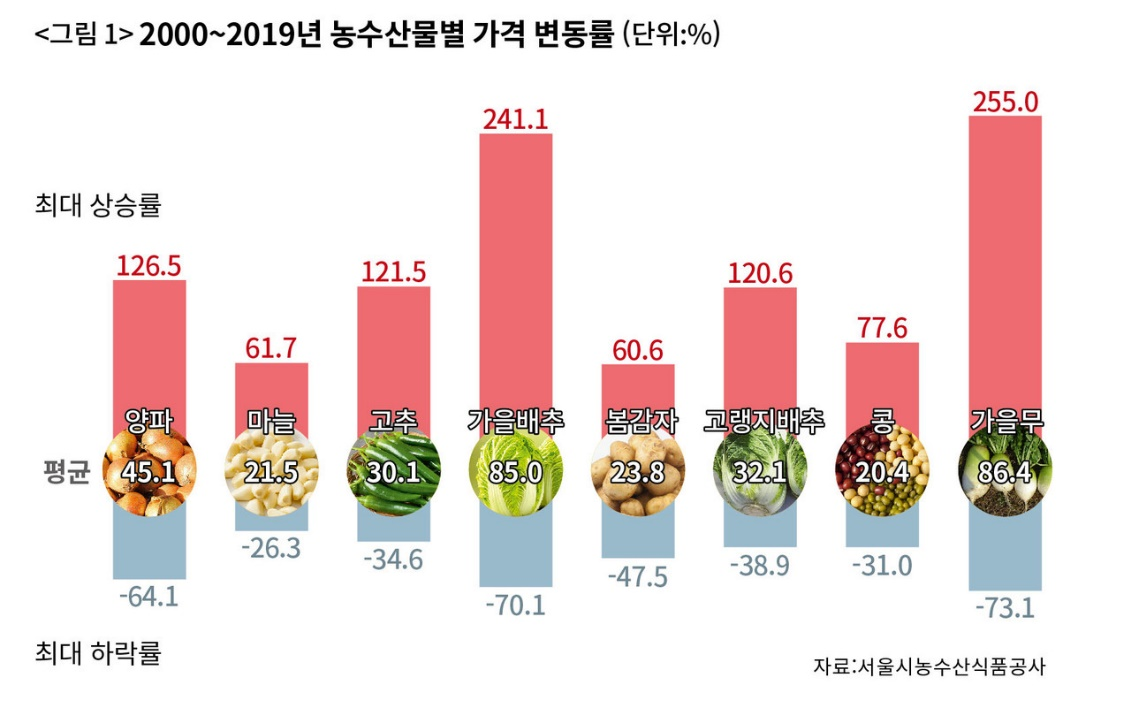 <그림 1> 2000~2019년 농수산물별 가격 변동률 (단위:%)
최대 상승률
126.5 61.7 121.5 241.1 60.6 120.6 77.6 255.0
양파 마늘 고추 가을배추 봄감자 고랭지배추 콩 가을무
평균 45.1 21.5 30.1 85.0 23.8 32.1 20.4 86.4
-64.1 -26.3 -34.6 -70.1 -47.5 -38.9 -31.0 -73.1
최대 하락률
자료:서울시농수산식품공사